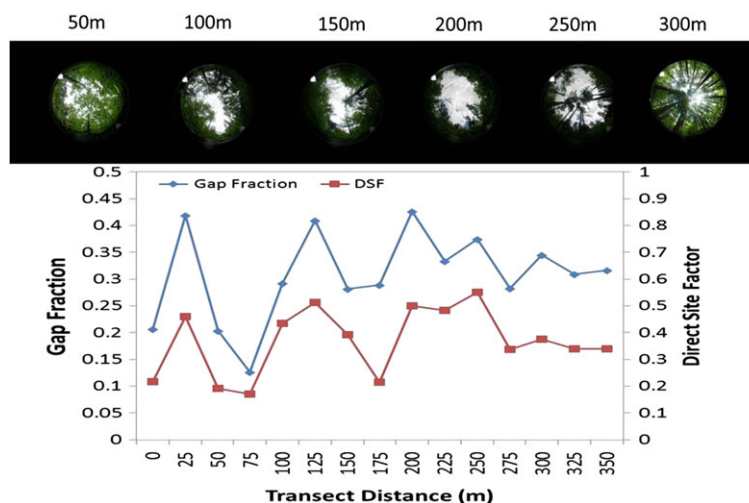 50m 100m 150m 200m 250m 300m
0.5 1
0.45 0.9
0.4 0.8
0.35 0.7
0.3 0.6
0.25 0.5
0.2 0.4
0.15 0.3
0.1 0.2
0.05 0.1
0 0
Gap Fraction DSF
Gap Fraction
Direct Site Factor
0 25 50 75 100 125 150 175 200 225 250 275 300 325 350
Transect Distance (m)